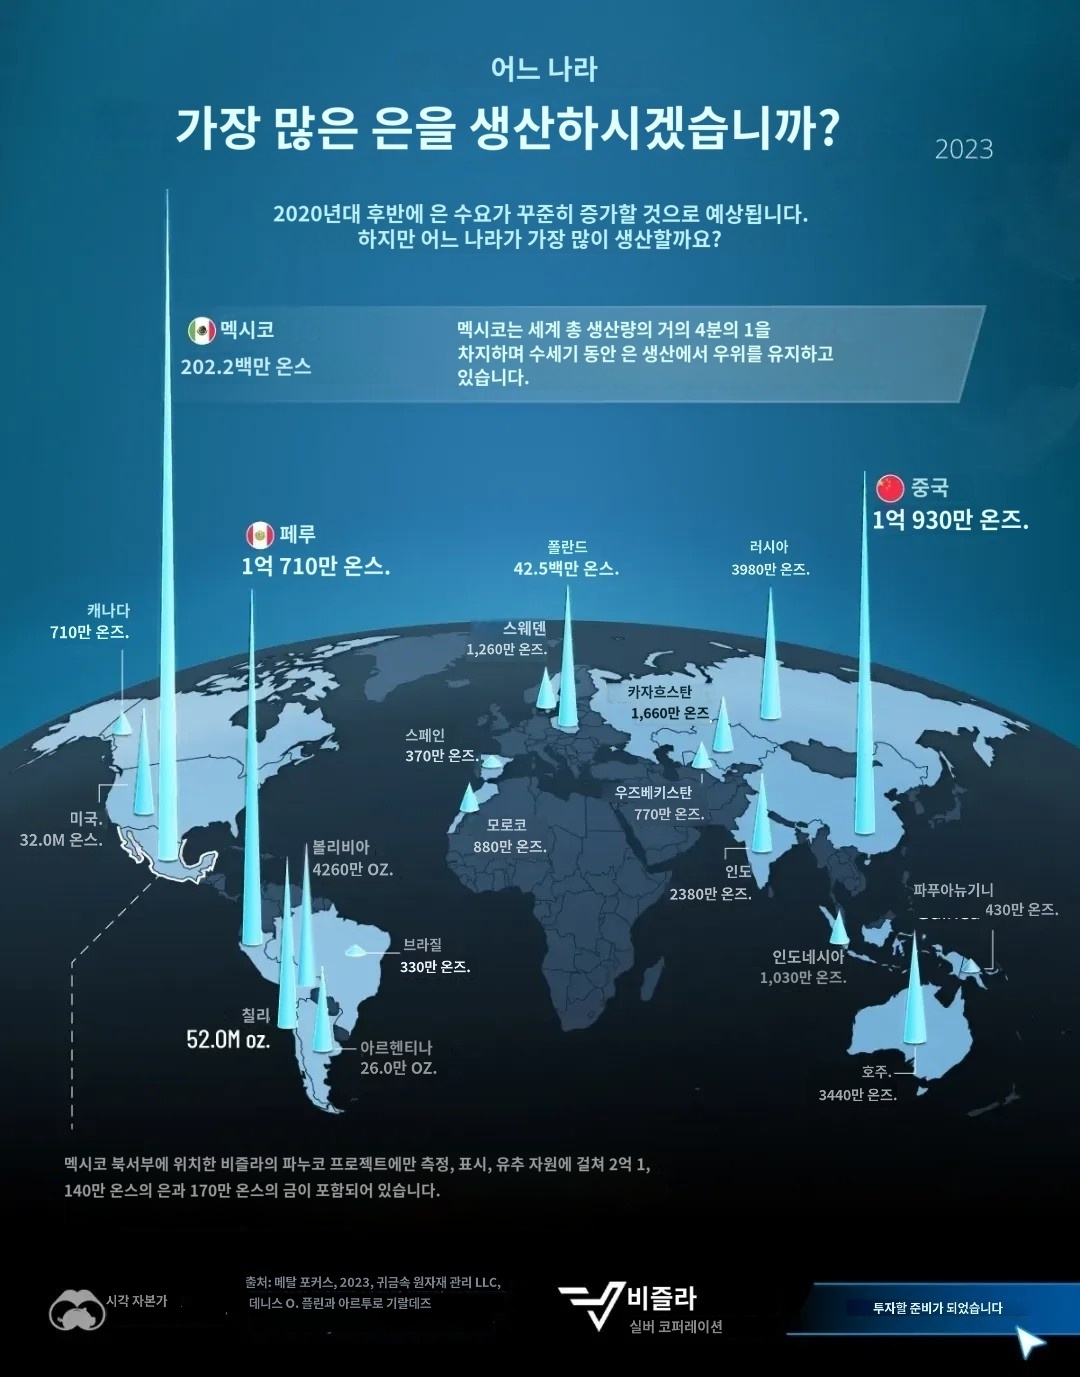 어느 나라
가장 많은 은을 생산하시겠습니까?
2023
2020년대 후반에 은 수요가 꾸준히 증가할 것으로 예상됩니다.
하지만 어느 나라가 가장 많이 생산할까요?
멕시코
202.2백만 온스
멕시코는 세계 총 생산량의 거의 4분의 1을
차지하며 수세기 동안 은 생산에서 우위를 유지하고
있습니다.
중국
1억 930만 온즈.
페루
1억 710만 온스.
폴란드
42.5백만 온스.
러시아
3980만 온즈.
캐나다
710만 온즈.
스웨덴
1,260만 온즈.
카자흐스탄
1,660만 온즈
스페인
370만 온즈.
우즈베키스탄
770만 온즈.
미국.
32.0M 온스.
모로코
880만 온즈.
볼리비아
4260만 OZ.
인도
2380만 온즈.
파푸아뉴기니
430만 온즈.
브라질
330만 온즈.
인도네시아
1,030만 온즈.
칠리
52.0M oz.
아르헨티나
26.0만 OZ.
호주.
3440만 온즈.
멕시코 북서부에 위치한 비즐라의 파누코 프로젝트에만 측정, 표시, 유추 자원에 걸쳐 2억 1,
140만 온스의 은과 170만 온스의 금이 포함되어 있습니다.
시각 자본가
출처: 메탈 포커스, 2023, 귀금속 원자재 관리 LLC,
데니스 O. 플린과 아르투로 기랄데즈
비즐라
실버 코퍼레이션
투자할 준비가 되었습니다